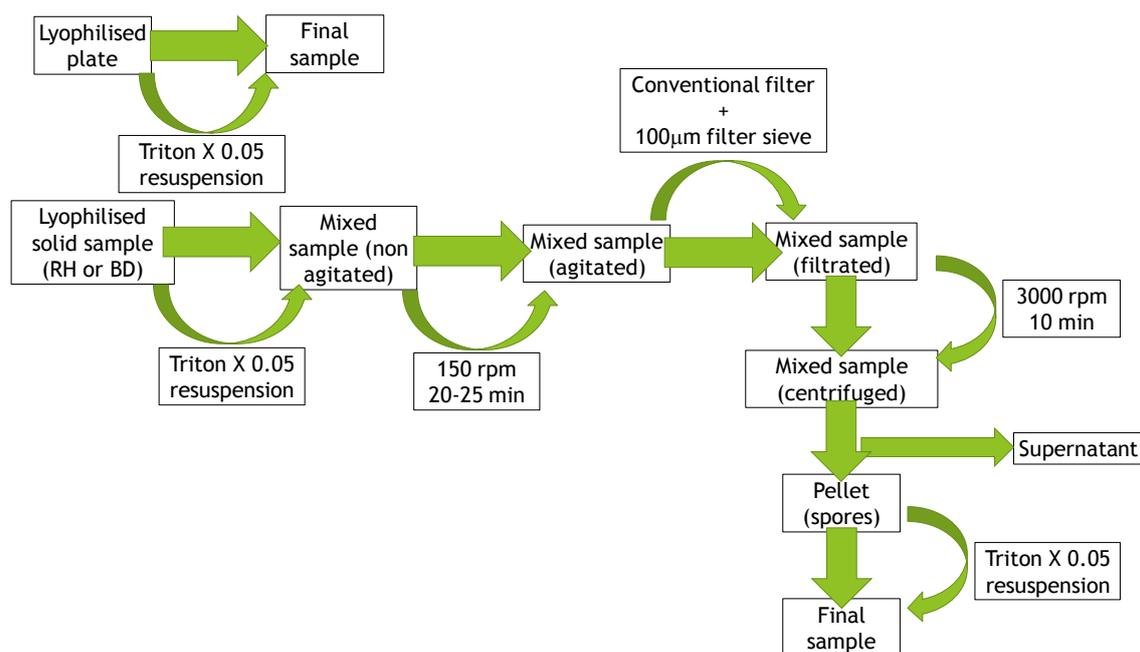 Lyophilised
plate
Final
sample
Triton X 0.05
resuspension
Conventional filter
+
100μm filter sieve
Lyophilised
solid sample
(RH or BD)
Mixed
sample (non
agitated)
Mixed sample
(agitated)
Mixed sample
(filtrated)
Triton X 0.05
resuspension
150 rpm
20-25 min
3000 rpm
10 min
Mixed sample
(centrifuged)
Supernatant
Pellet
(spores)
Triton X 0.05
resuspension
Final
sample